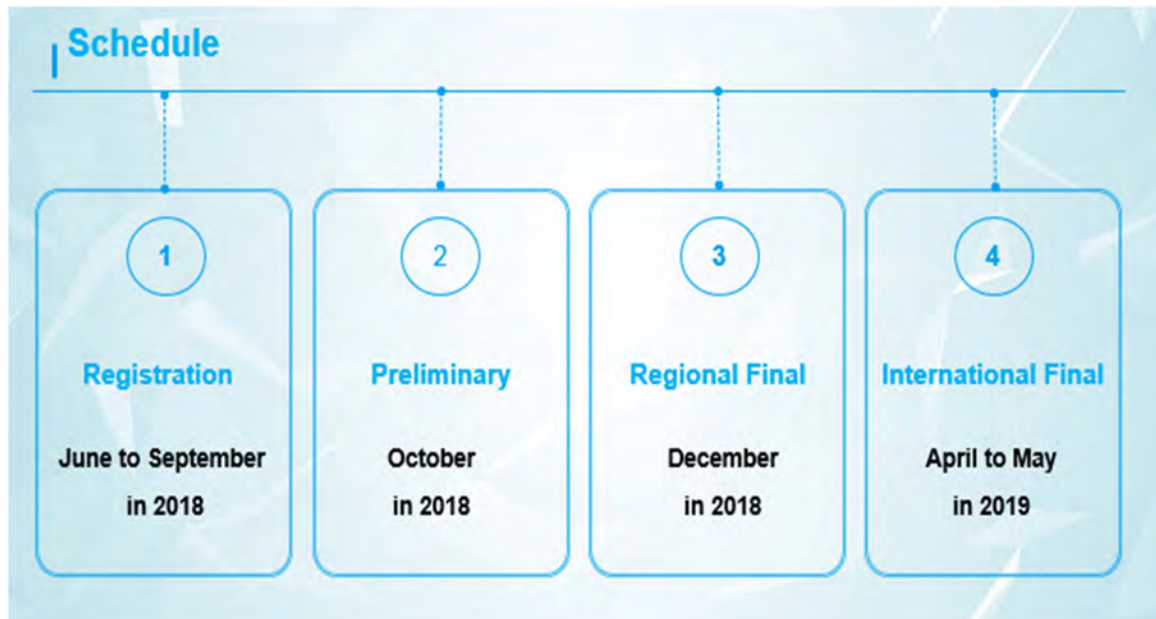 Schedule
1
Registration
June to September
in 2018
2
Preliminary
October
in 2018
3
Regional Final
December
in 2018
4
International Final
April to May
in 2019